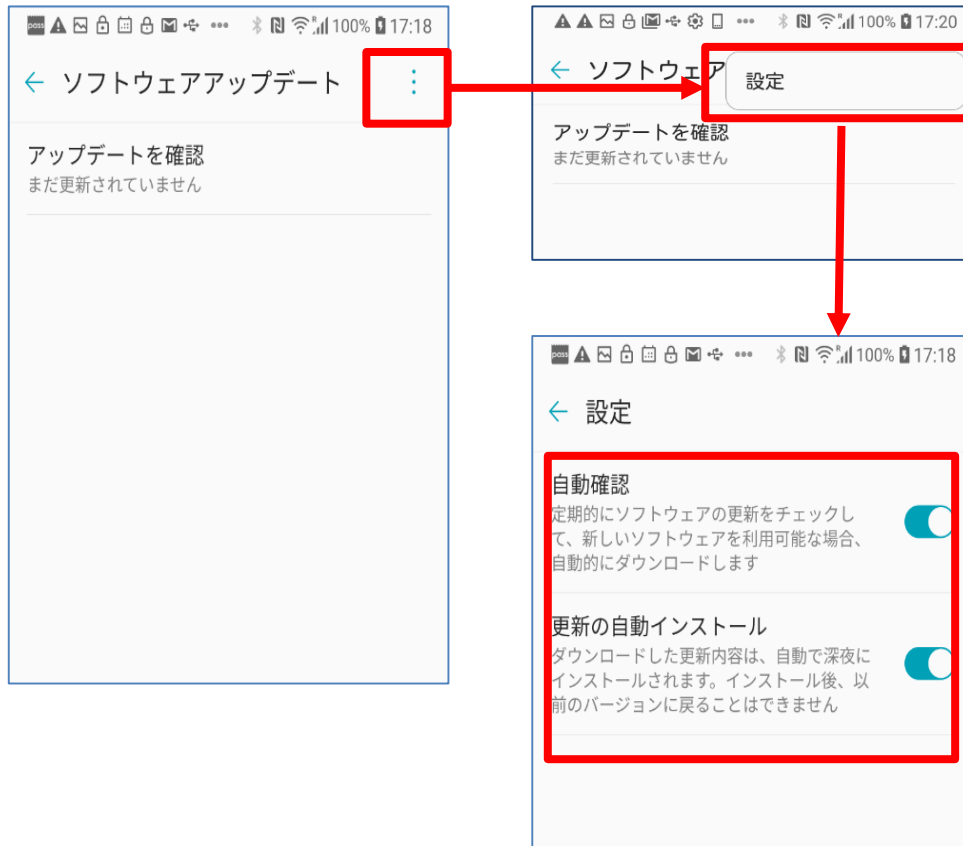 pass 100% 17:18
ソフトウェアアップデート
アップデートを確認
まだ更新されていません
R 100% 17:20
ソフトウェア
設定
アップデートを確認
まだ更新されていません
pass R 100% 17:18
設定
自動確認
定期的にソフトウェアの更新をチェックし
て、新しいソフトウェアを利用可能な場合、
自動的にダウンロードします
更新の自動インストール
ダウンロードした更新内容は、自動で深夜に
インストールされます。インストール後、以
前のバージョンに戻ることはできません